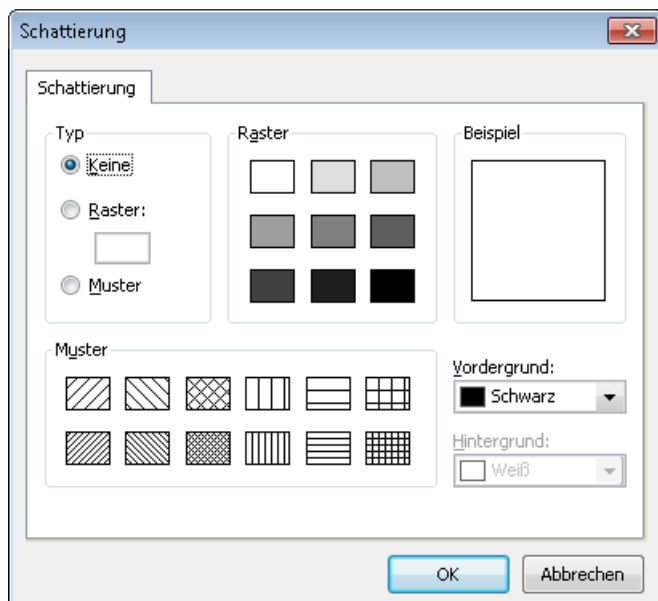 Schattierung
Schattierung
Typ
Keine
Raster:
Muster
Raster
Beispiel
Muster
Vordergrund:
Schwarz
Hintergrund:
Weiß
OK
Abbrechen